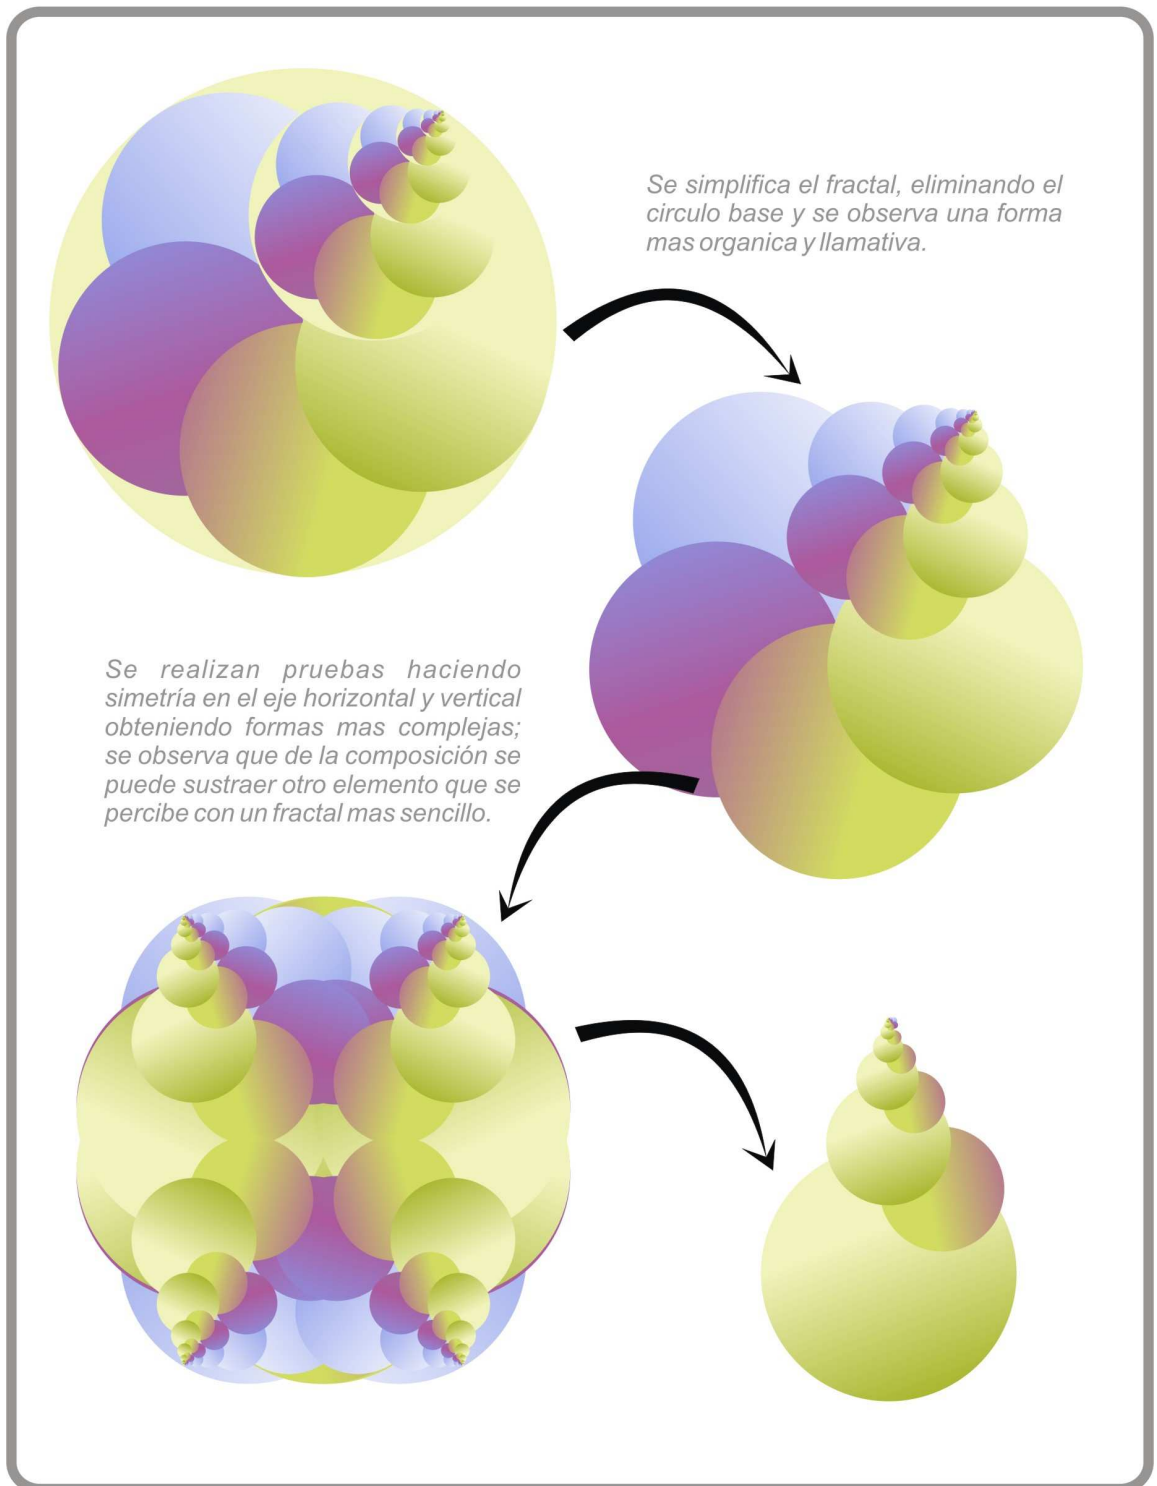 Se simplifica el fractal, eliminando el
circulo base y se observa una forma
mas organica y llamativa.
Se realizan pruebas haciendo
simetría en el eje horizontal y vertical
obteniendo formas mas complejas;
se observa que de la composición se
puede sustraer otro elemento que se
percibe con un fractal mas sencillo.